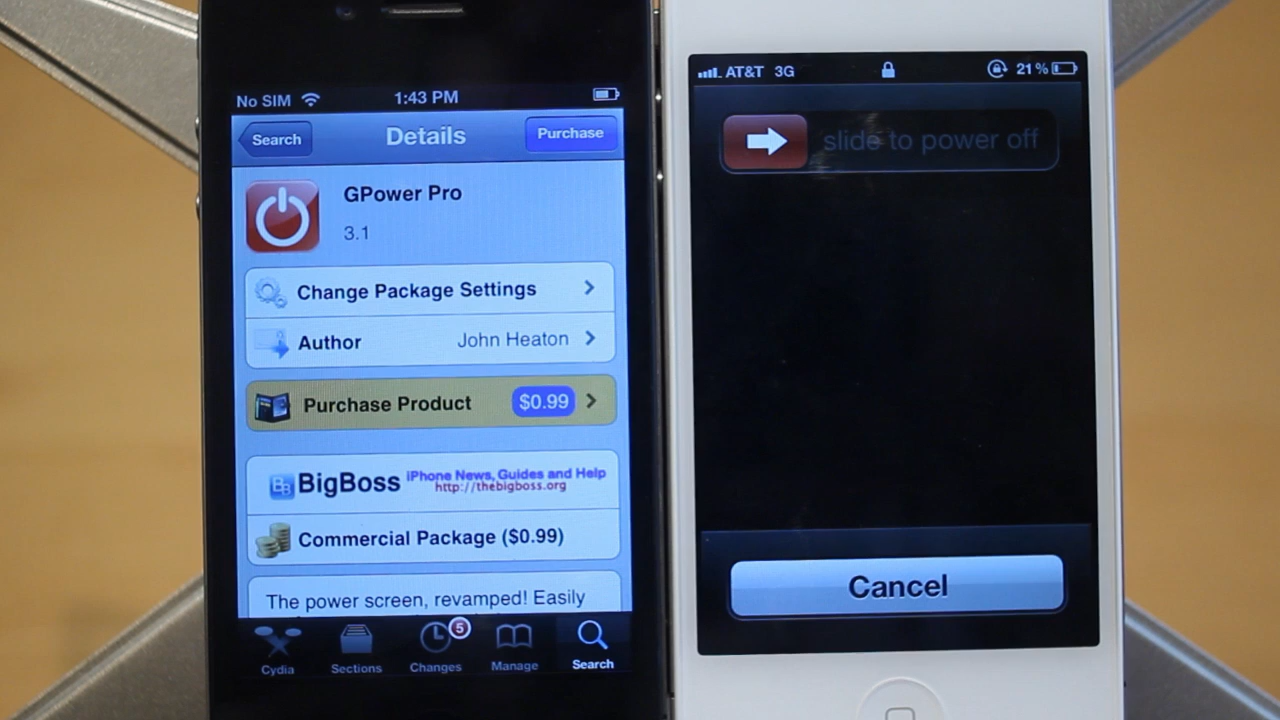 No SIM 1:43 PM
Search Details Purchase
GPower Pro
3.1
Change Package Settings
Author John Heaton
Purchase Product $0.99
BB BigBoss iPhone News, Guides and Help
http://thebigboss.org
Commercial Package ($0.99)
The power screen, revamped! Easily
5
Cydia Sections Changes Manage Search
AT&T 3G 21%
slide to power off
Cancel